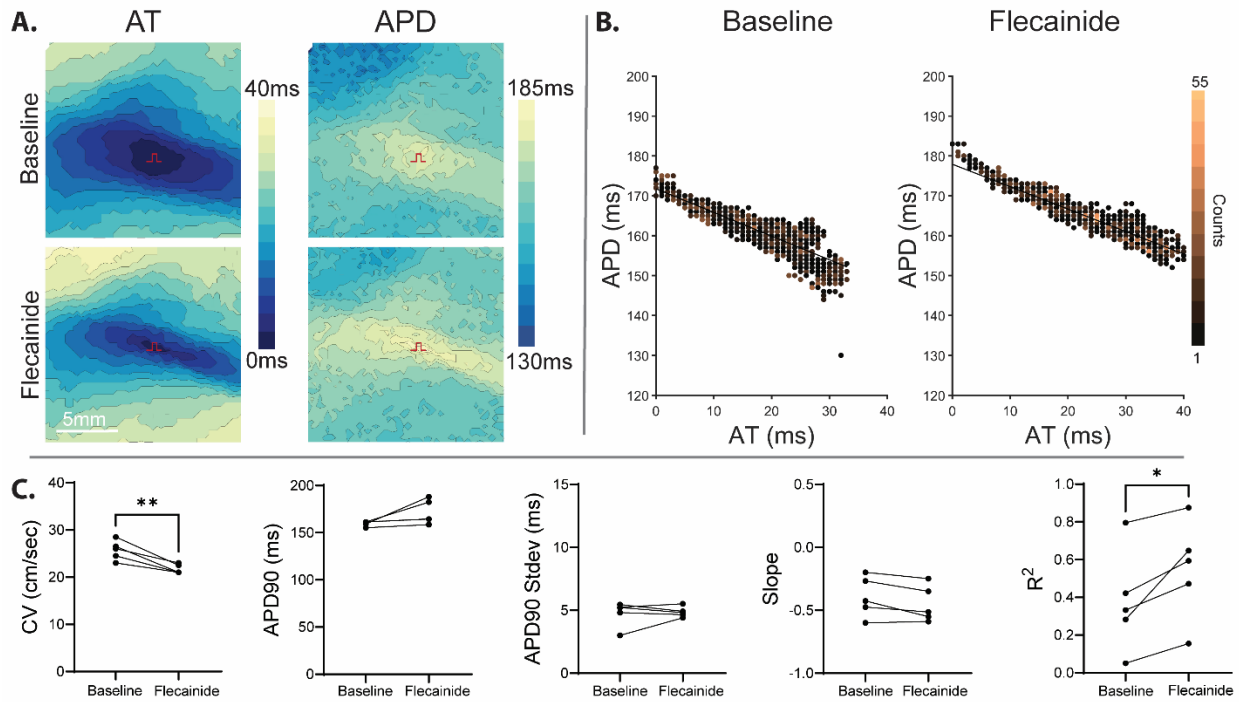 A.
AT
APD
B.
Baseline
Flecainide
Baseline
Flecainide
40ms
0ms
185ms
130ms
5mm
200
190
180
170
160
150
140
130
120
APD (ms)
0
10
20
30
40
AT (ms)
200
190
180
170
160
150
140
130
120
APD (ms)
0
10
20
30
40
AT (ms)
55
Counts
1
C.
40
30
20
10
0
CV (cm/sec)
**
Baseline
Flecainide
200
150
100
50
0
APD90 (ms)
Baseline
Flecainide
15
10
5
0
APD90 Stdev (ms)
Baseline
Flecainide
0.5
0.0
-0.5
-1.0
Slope
Baseline
Flecainide
1.0
0.8
0.6
0.4
0.2
0.0
R2
*
Baseline
Flecainide